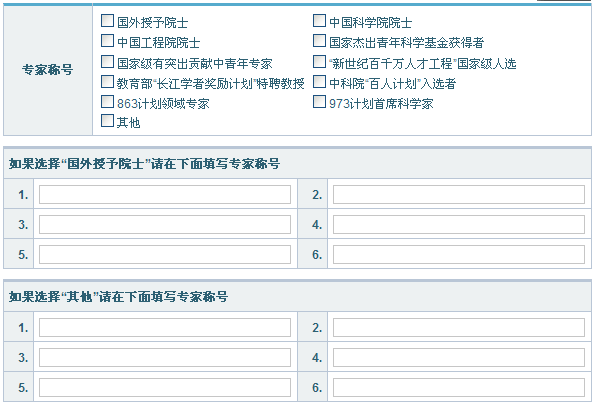 专家称号
国外授予院士 中国科学院院士
中国工程院院士 国家杰出青年科学基金获得者
国家级有突出贡献中青年专家 “新世纪百千万人才工程”国家级人选
教育部“长江学者奖励计划”特聘教授 中科院“百人计划”入选者
863计划领域专家 973计划首席科学家
其他
如果选择“国外授予院士”请在下面填写专家称号
1. 2.
3. 4.
5. 6.
如果选择“其他”请在下面填写专家称号
1. 2.
3. 4.
5. 6.